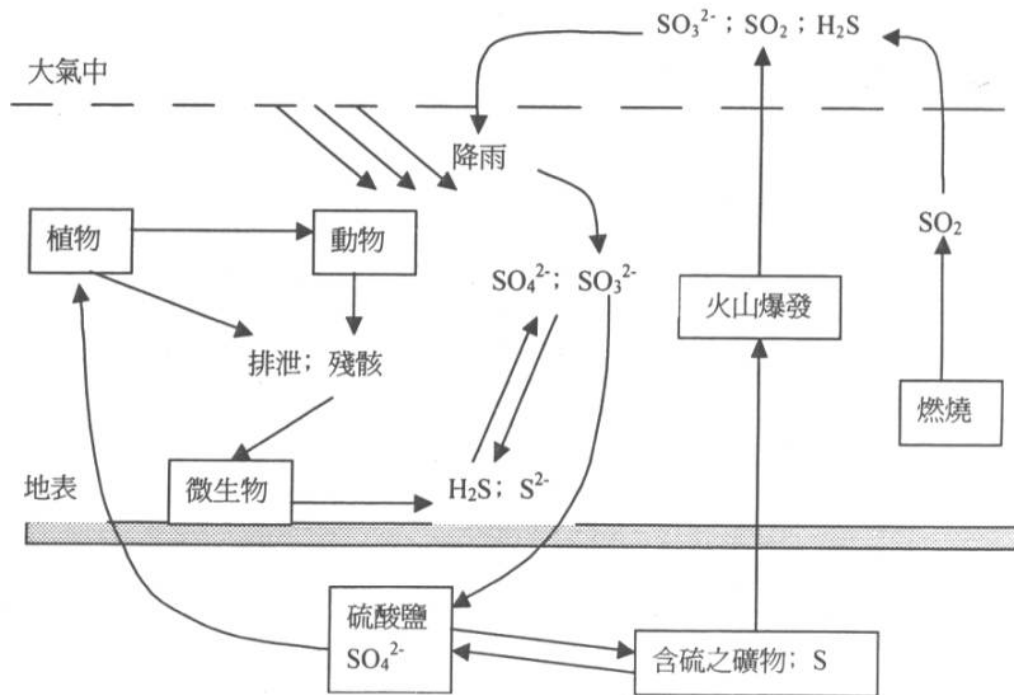 SO₃²⁻；SO₂；H₂S
大氣中
降雨
植物
動物
SO₂
SO₄²⁻；SO₃²⁻
火山爆發
排泄；殘骸
燃燒
地表
微生物
H₂S；S²⁻
硫酸鹽
SO₄²⁻
含硫之礦物；S